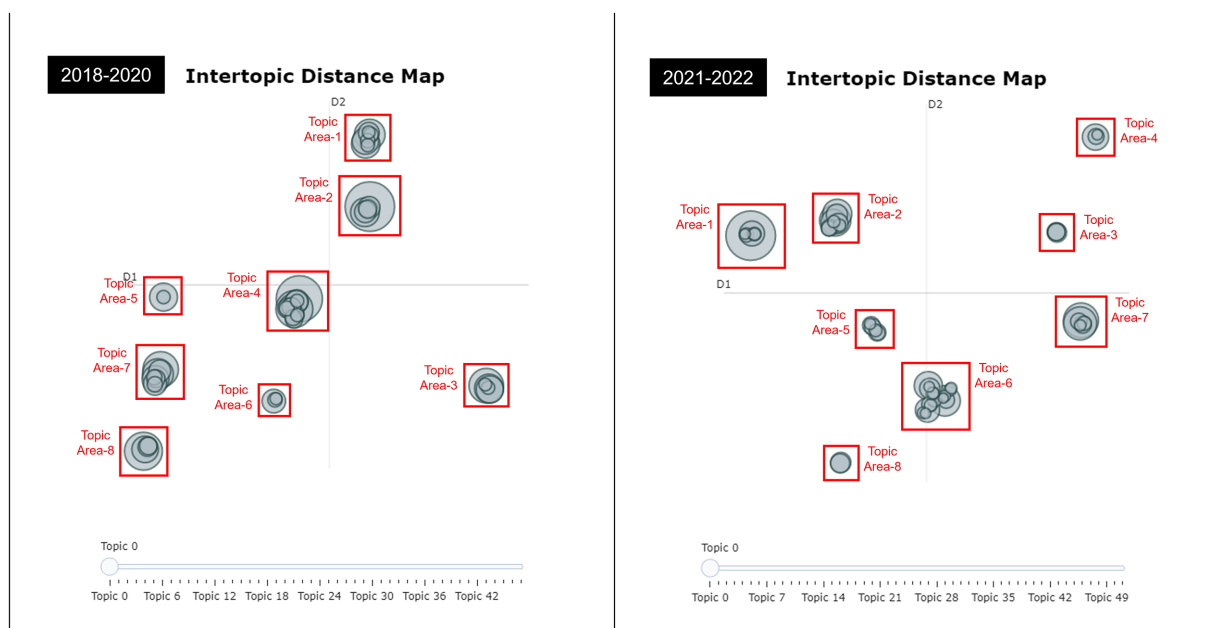 2018-2020
Intertopic Distance Map
D2
Topic
Area-1
Topic
Area-2
D1
Topic
Area-5
Topic
Area-4
Topic
Area-7
Topic
Area-6
Topic
Area-3
Topic
Area-8
Topic 0
Topic 0 Topic 6 Topic 12 Topic 18 Topic 24 Topic 30 Topic 36 Topic 42
2021-2022
Intertopic Distance Map
D2
Topic
Area-4
Topic
Area-1
Topic
Area-2
Topic
Area-3
D1
Topic
Area-5
Topic
Area-7
Topic
Area-6
Topic
Area-8
Topic 0
Topic 0 Topic 7 Topic 14 Topic 21 Topic 28 Topic 35 Topic 42 Topic 49